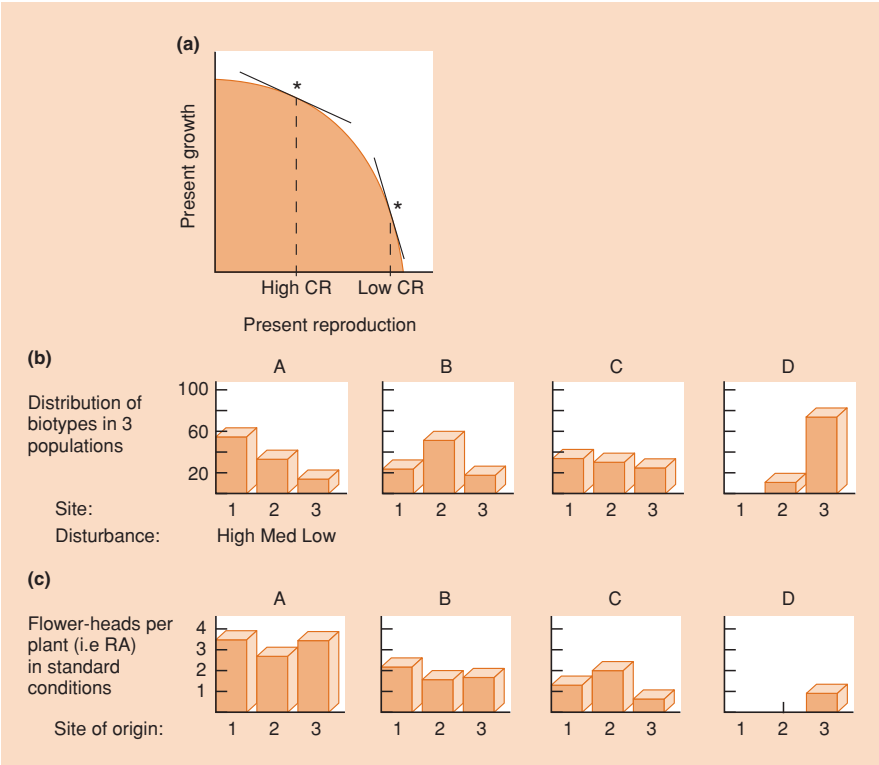 (a)
*
*
Present growth
High CR Low CR
Present reproduction
(b)
A B C D
Distribution of
biotypes in 3
populations
100
60
20
Site: 1 2 3 1 2 3 1 2 3 1 2 3
Disturbance: High Med Low
(c)
A B C D
Flower-heads per
plant (i.e RA)
in standard
conditions
4
3
2
1
Site of origin: 1 2 3 1 2 3 1 2 3 1 2 3